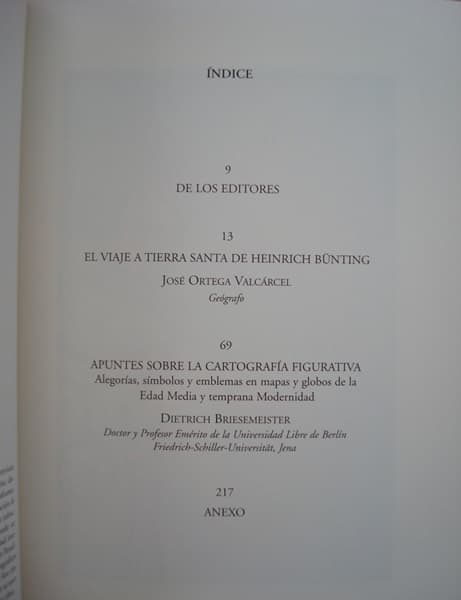 ÍNDICE
9
DE LOS EDITORES
13
EL VIAJE A TIERRA SANTA DE HEINRICH BÜNTING
José Ortega Valcárcel
Geógrafo
69
APUNTES SOBRE LA CARTOGRAFÍA FIGURATIVA
Alegorías, símbolos y emblemas en mapas y globos de la
Edad Media y temprana Modernidad
Dietrich Briesemeister
Doctor y Profesor Emérito de la Universidad Libre de Berlín
Friedrich-Schiller-Universität, Jena
217
ANEXO